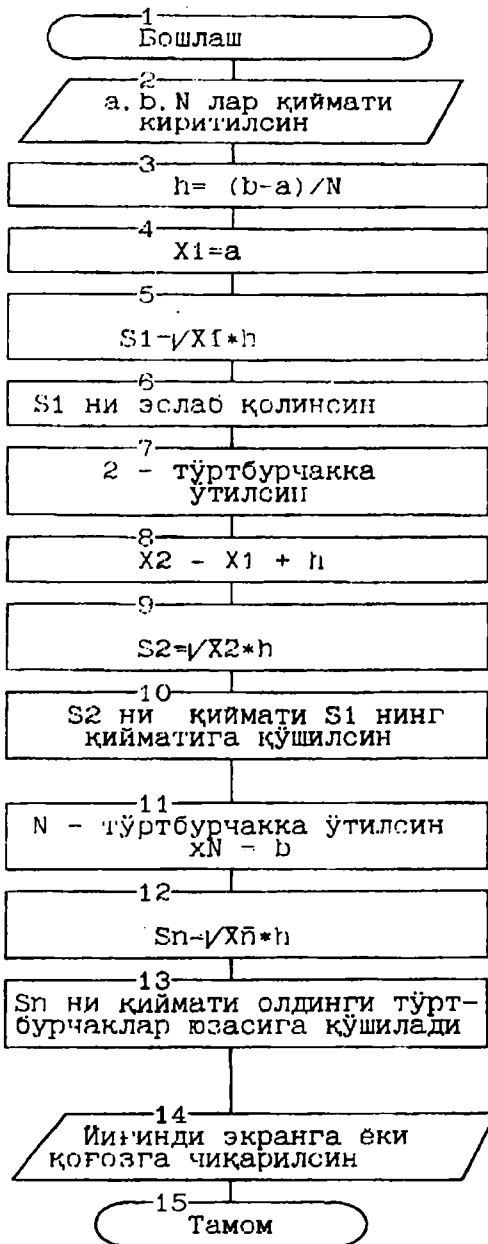 1
Бошлаш
2
a, b, N лар қиймати
киритилсин
3
h= (b-a)/N
4
X1=a
5
S1-√X1*h
6
S1 ни эслаб қолинсин
7
2 - тўртбурчакка
ўтилсин
8
X2 - X1 + h
9
S2=√X2*h
10
S2 ни қиймати S1 нинг
қийматига қўшилсин
11
N - тўртбурчакка ўтилсин
xN - b
12
Sn-√Xn*h
13
Sn ни қиймати олдинги тўрт-
бурчаклар юзасига қўшилади
14
Йиғинди экранга ёки
қоғозга чиқарилсин
15
Тамом